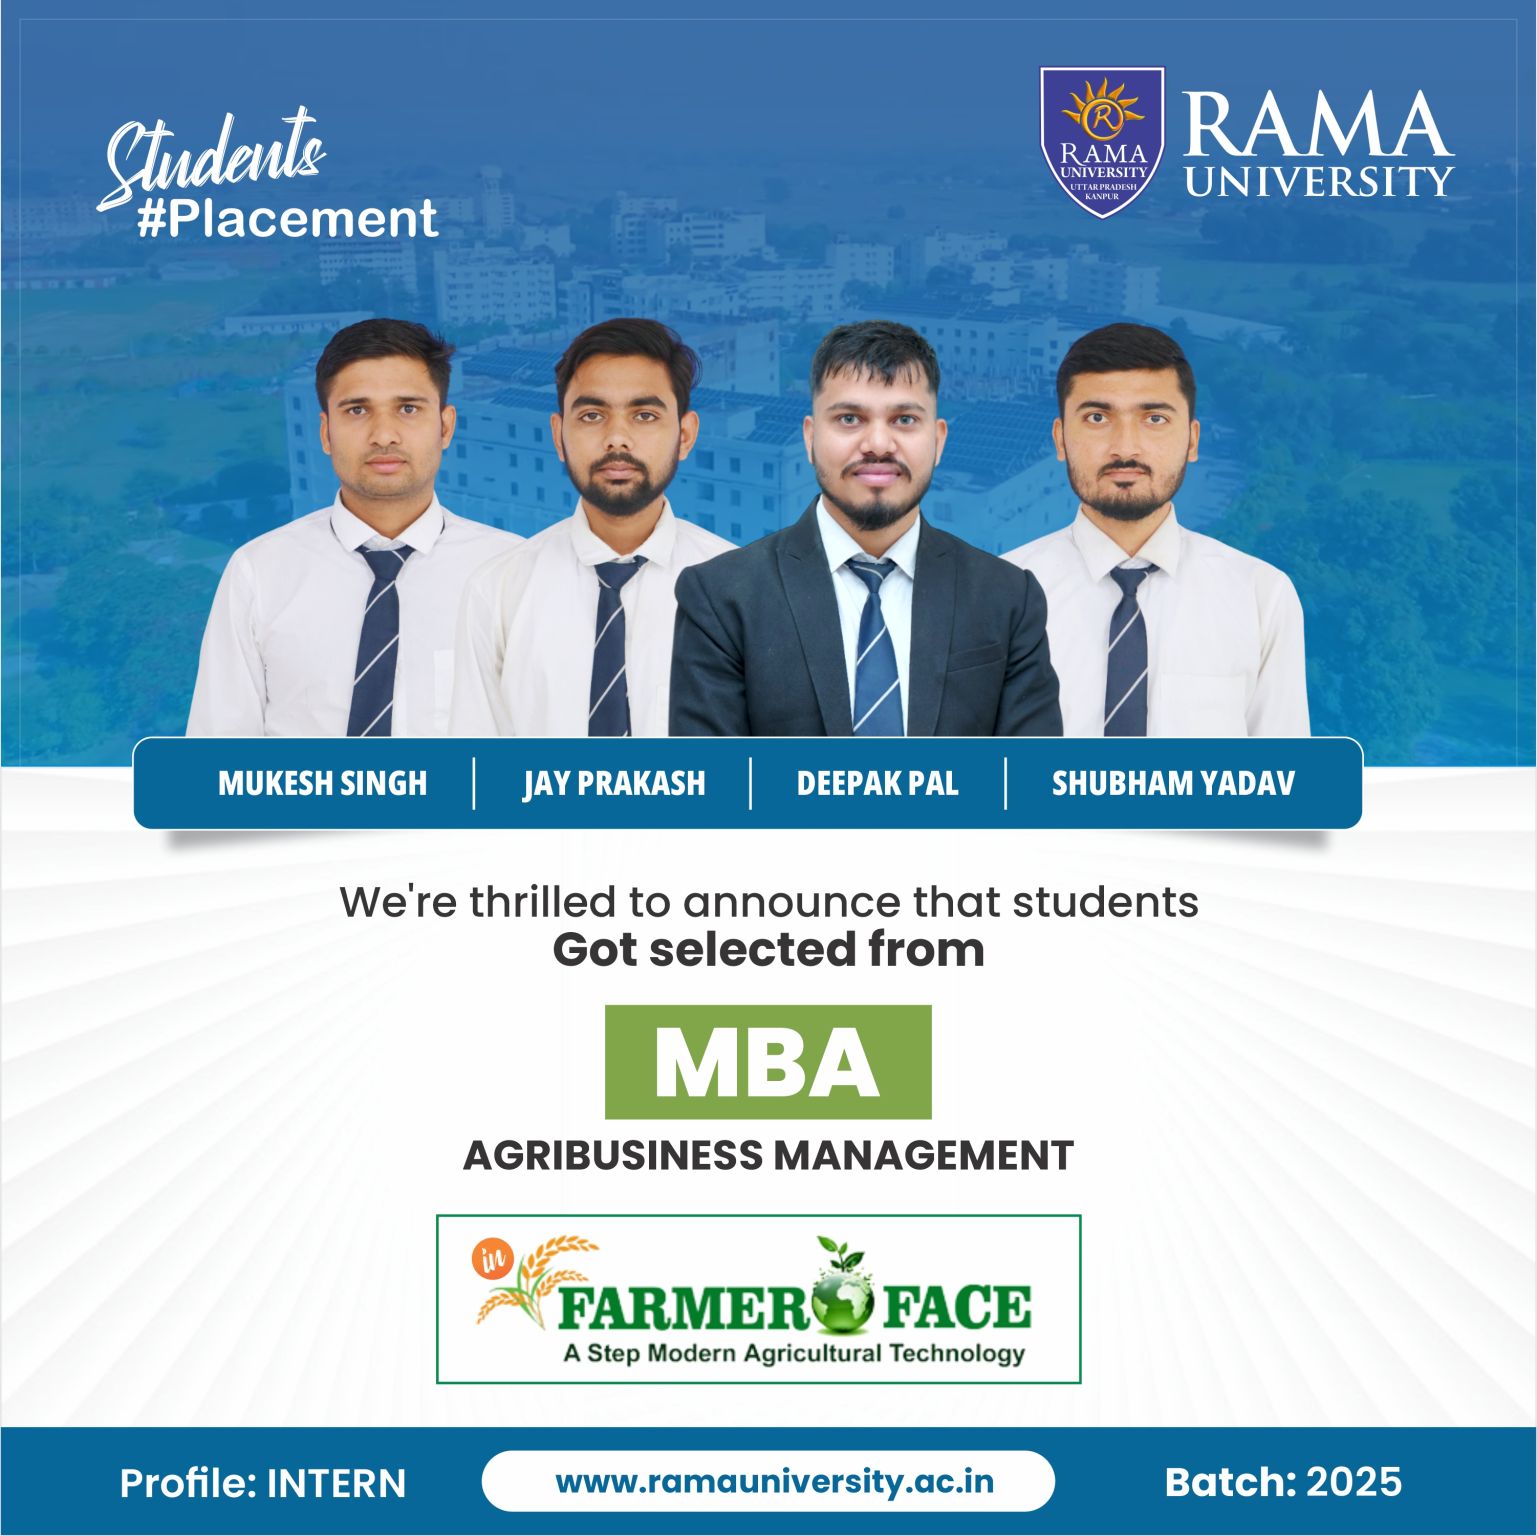 Students
#Placement
RAMA
UNIVERSITY
UTTAR PRADESH
KANPUR
RAMA
UNIVERSITY
MUKESH SINGH
JAY PRAKASH
DEEPAK PAL
SHUBHAM YADAV
We're thrilled to announce that students
Got selected from
MBA
AGRIBUSINESS MANAGEMENT
in
FARMER FACE
A Step Modern Agricultural Technology
Profile: INTERN
www.ramauniversity.ac.in
Batch: 2025